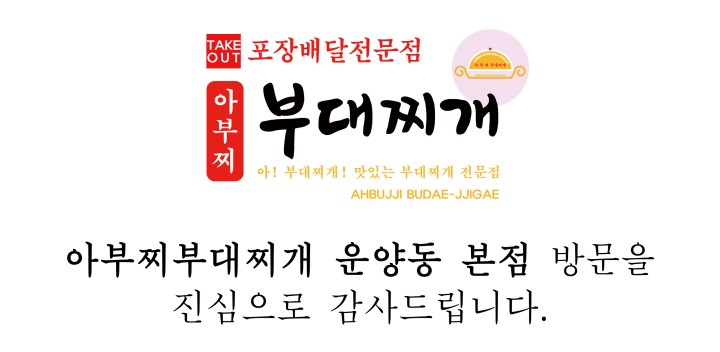 TAKE OUT 포장배달전문점
아부찌 부대찌개
아! 부대찌개! 맛있는 부대찌개 전문점
AHBUJJI BUDAE-JJIGAE
아부찌부대찌개 운양동 본점 방문을
진심으로 감사드립니다.